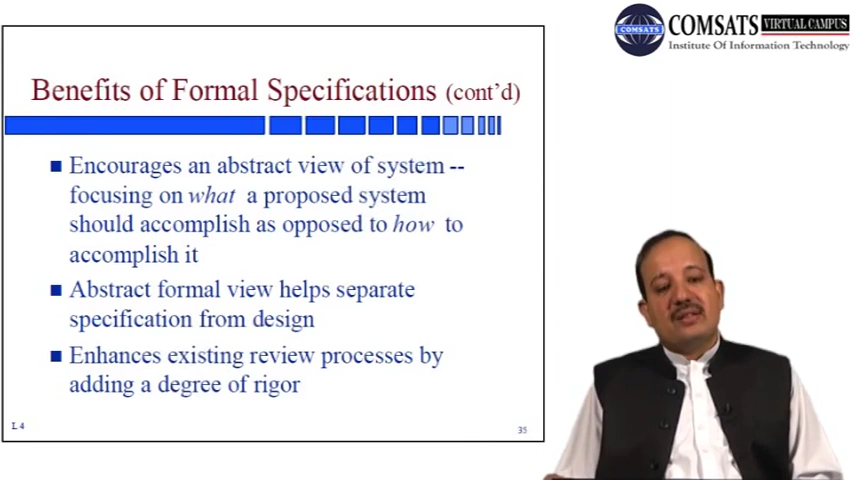 COMSATS VIRTUAL CAMPUS
COMSATS
Institute Of Information Technology
Benefits of Formal Specifications (cont'd)
Encourages an abstract view of system --
focusing on what a proposed system
should accomplish as opposed to how to
accomplish it
Abstract formal view helps separate
specification from design
Enhances existing review processes by
adding a degree of rigor
L 4
35